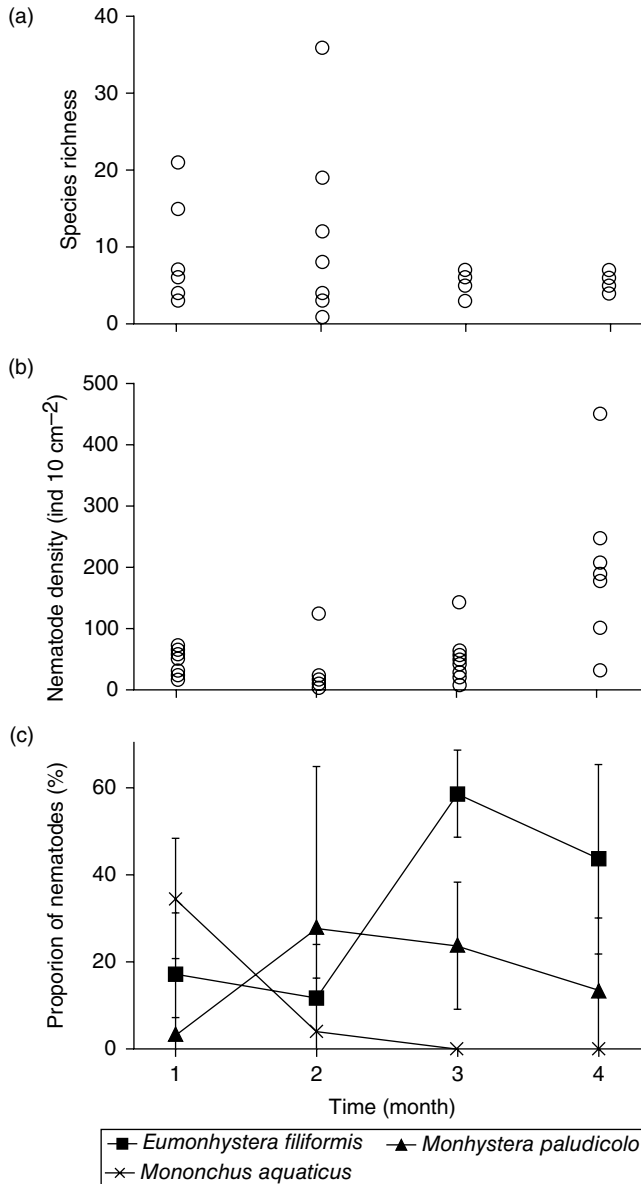 (a)
40
30
20
10
0
Species richness
(b)
500
400
300
200
100
0
Nematode density (ind 10 cm−2)
(c)
60
40
20
0
Proporion of nematodes (%)
1 2 3 4
Time (month)
Eumonhystera filiformis Monhystera paludicolo
Mononchus aquaticus